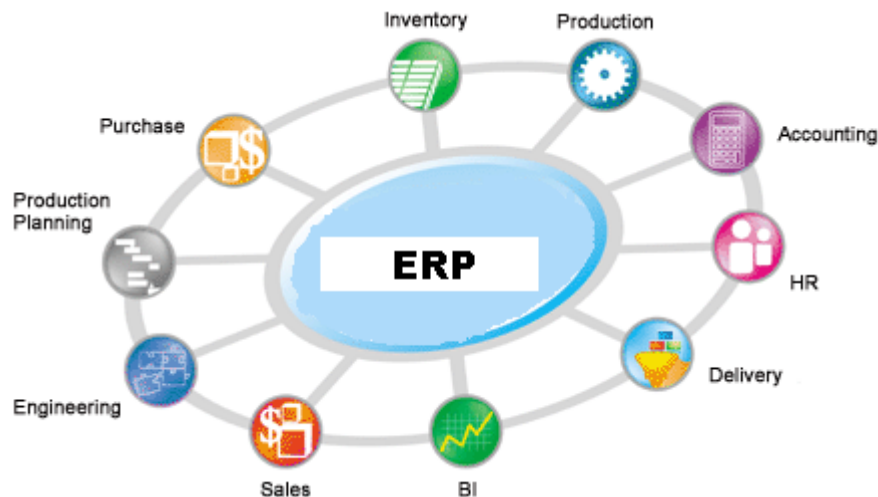 Inventory
Production
Purchase
Accounting
Production
Planning
ERP
HR
Delivery
Engineering
Sales
BI
$
$